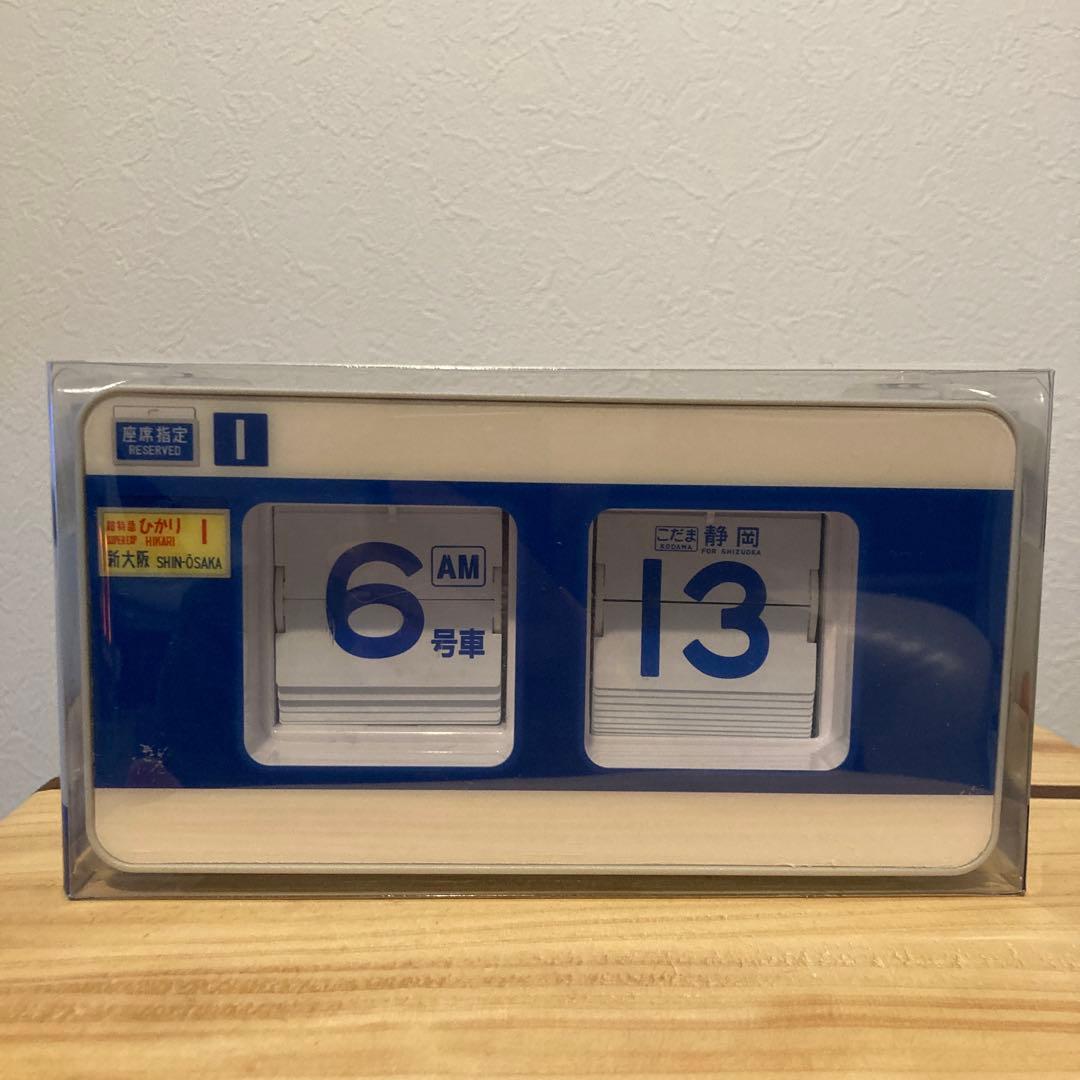 座席指定
RESERVED
1
超特急 ひかり 1
SUPER EXP HIKARI
新大阪 SHIN-ŌSAKA
6 AM
号車
こだま 静岡
KODAMA FOR SHIZUOKA
13